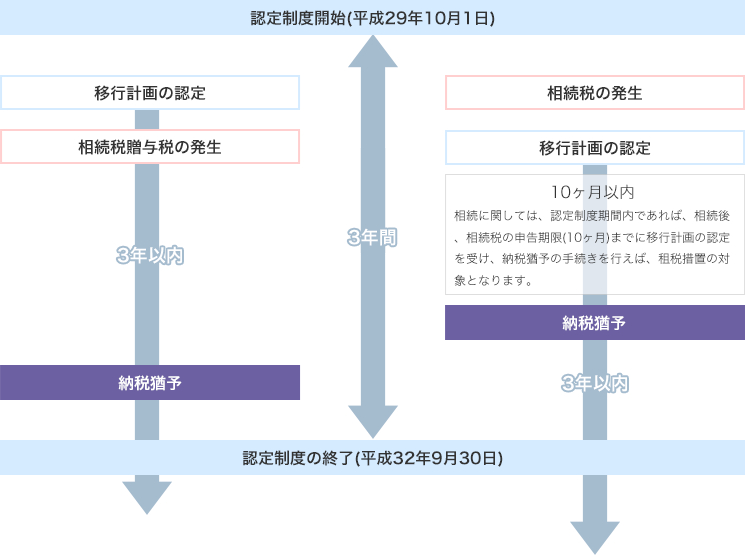 認定制度開始(平成29年10月1日)
移行計画の認定
相続税贈与税の発生
3年以内
納税猶予
3年間
相続税の発生
移行計画の認定
10ヶ月以内
相続に関しては、認定制度期間内であれば、相続後
、相続税の申告期限(10ヶ月)までに移行計画の認定
を受け、納税猶予の手続きを行えば、租税措置の対
象となります。
納税猶予
3年以内
認定制度の終了(平成32年9月30日)